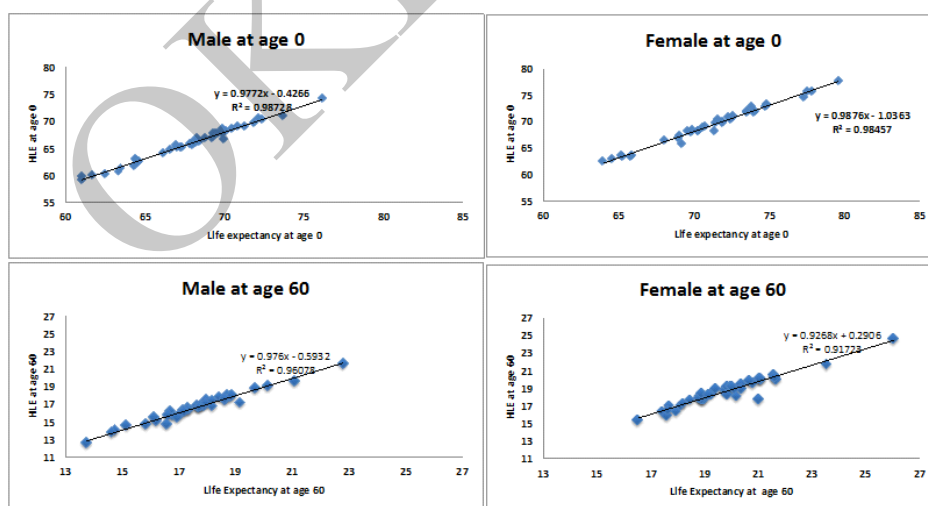 Male at age 0
80
75
70
65
60
55
60
65
70
75
80
85
HLE at age 0
Life expectancy at age 0
y = 0.9772x - 0.4266
R² = 0.98728
Female at age 0
80
75
70
65
60
55
60
65
70
75
80
85
HLE at age 0
Life expectancy at age 0
y = 0.9876x - 1.0363
R² = 0.98457
Male at age 60
27
25
23
21
19
17
15
13
11
13
15
17
19
21
23
25
27
HLE at age 60
Life Expectancy at age 60
y = 0.976x - 0.5932
R² = 0.96078
Female at age 60
27
25
23
21
19
17
15
13
11
13
15
17
19
21
23
25
27
HLE at age 60
Life Expectancy at age 60
y = 0.9268x + 0.2906
R² = 0.91723